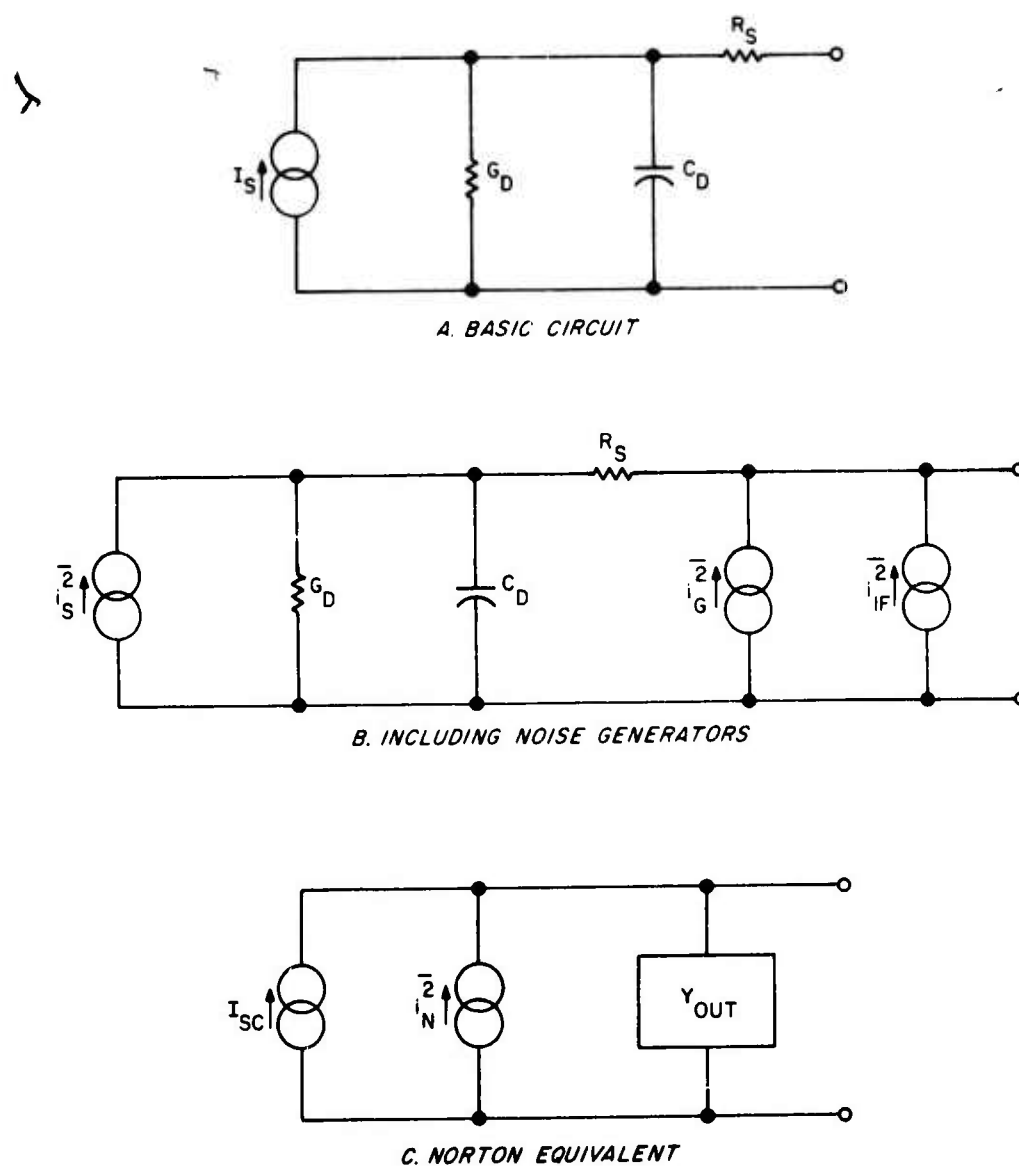 R_S
I_S
G_D
C_D
A. BASIC CIRCUIT
R_S
i_S^2
G_D
C_D
i_G^2
i_IF^2
B. INCLUDING NOISE GENERATORS
I_SC
i_N^2
Y_OUT
C. NORTON EQUIVALENT